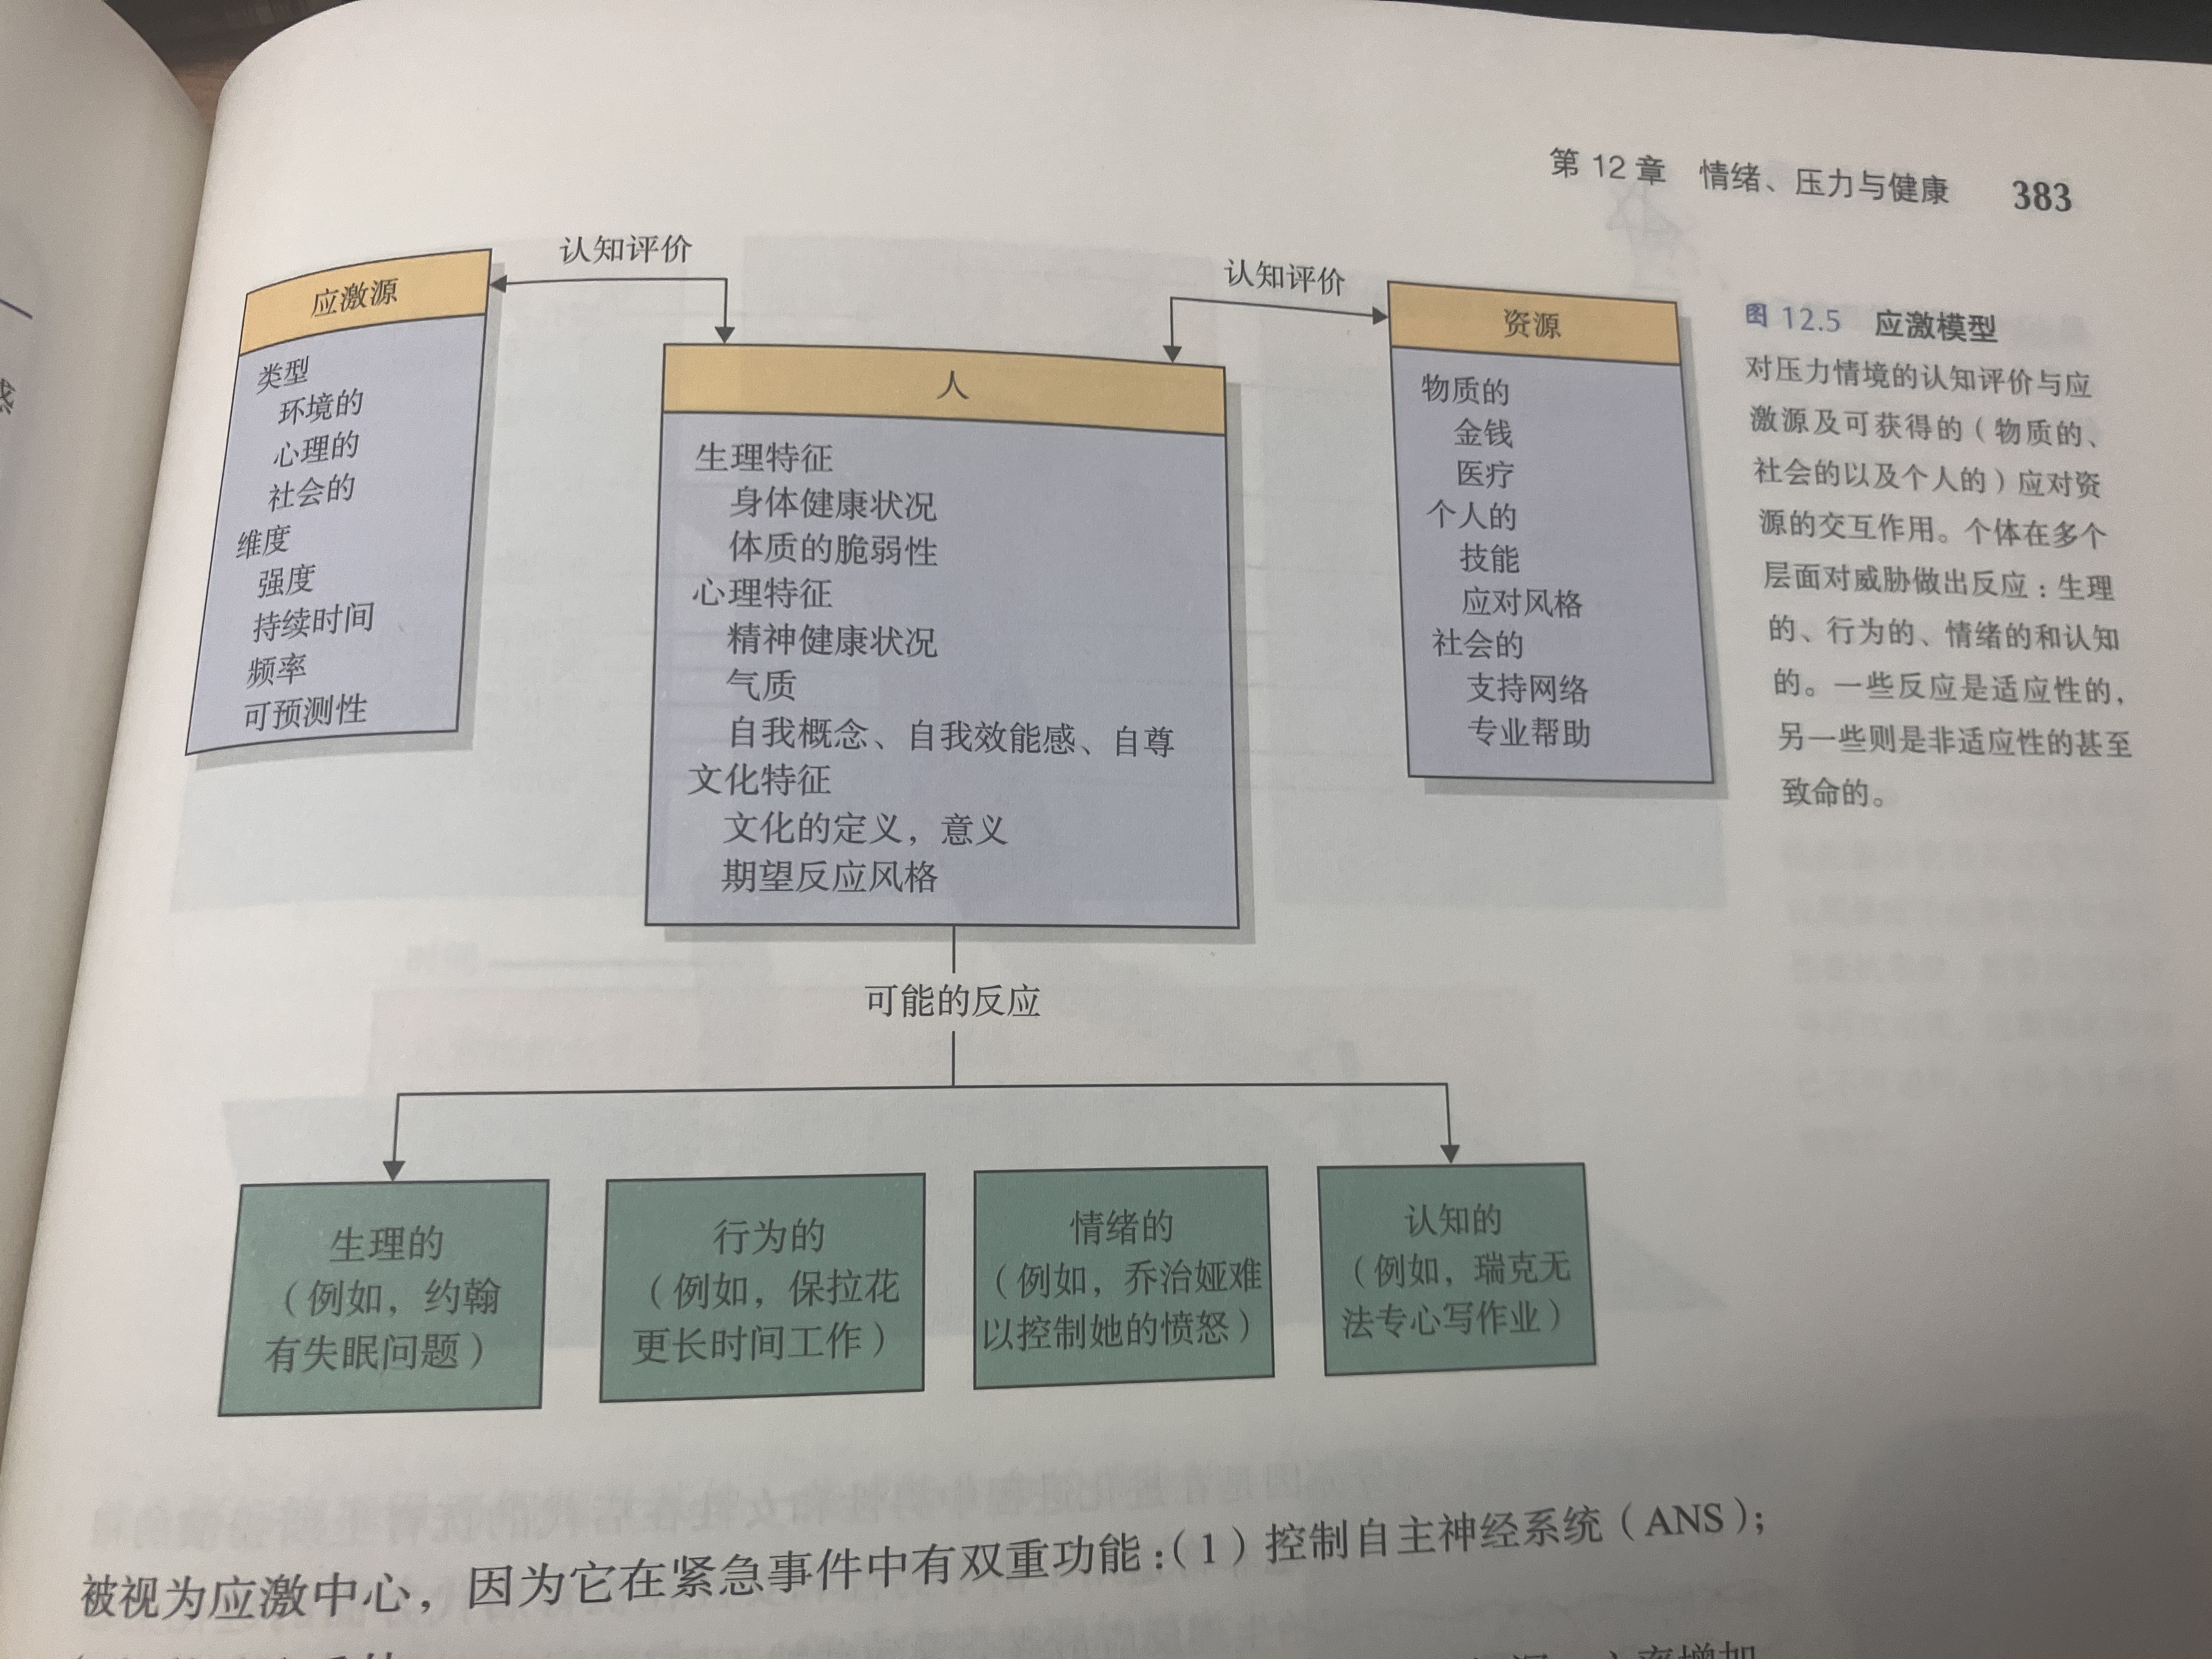 第 12 章 情绪、压力与健康 383
认知评价
认知评价
应激源
类型
环境的
心理的
社会的
维度
强度
持续时间
频率
可预测性
人
生理特征
身体健康状况
体质的脆弱性
心理特征
精神健康状况
气质
自我概念、自我效能感、自尊
文化特征
文化的定义，意义
期望反应风格
资源
物质的
金钱
医疗
个人的
技能
应对风格
社会的
支持网络
专业帮助
图 12.5 应激模型
对压力情境的认知评价与应
激源及可获得的（物质的、
社会的以及个人的）应对资
源的交互作用。个体在多个
层面对威胁做出反应：生理
的、行为的、情绪的和认知
的。一些反应是适应性的，
另一些则是非适应性的甚至
致命的。
可能的反应
生理的
（例如，约翰
有失眠问题）
行为的
（例如，保拉花
更长时间工作）
情绪的
（例如，乔治娅难
以控制她的愤怒）
认知的
（例如，瑞克无
法专心写作业）
被视为应激中心，因为它在紧急事件中有双重功能：（1）控制自主神经系统（ANS）；